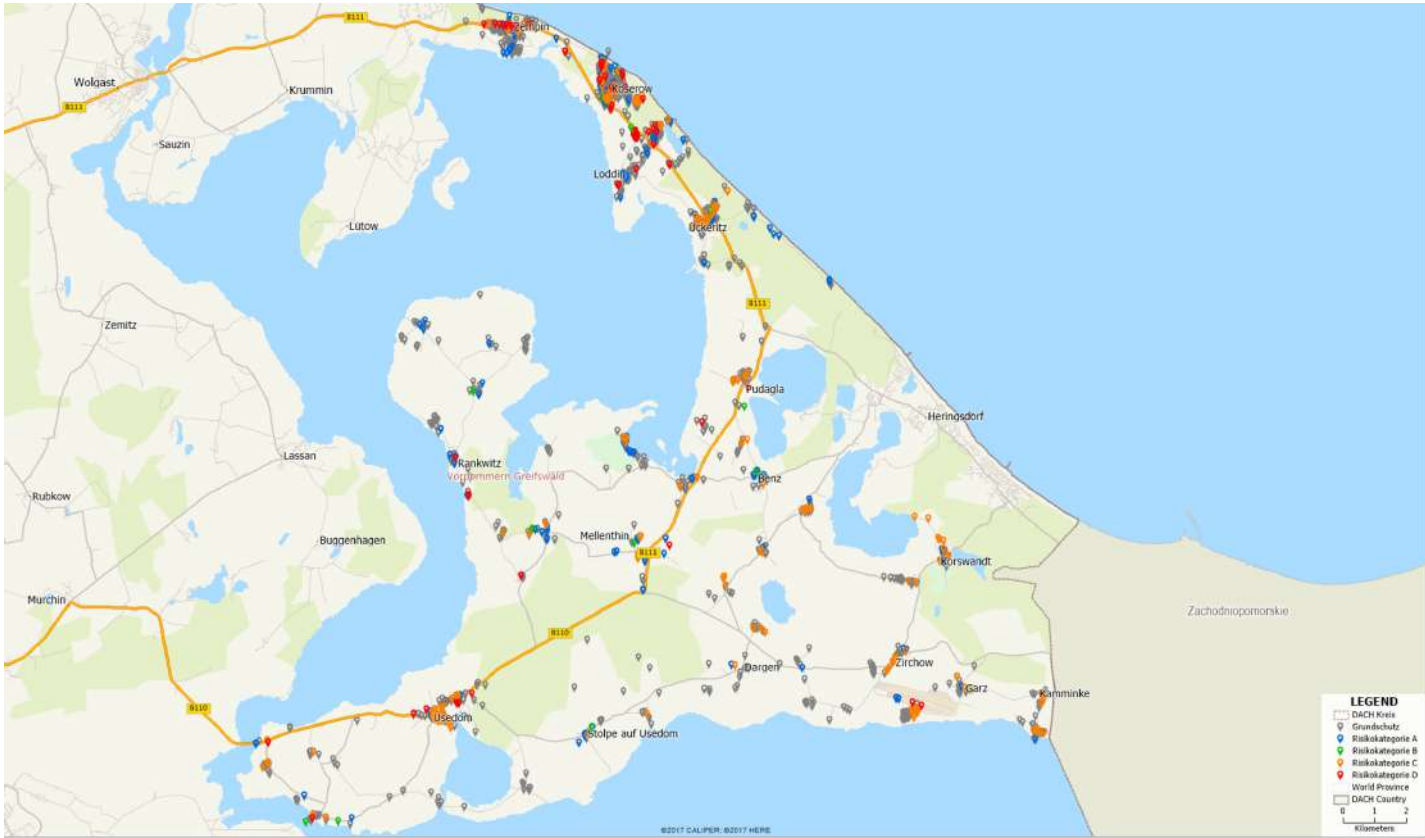 B111
Zempin
Wolgast
Krummin
Koserow
B111
Sauzin
Loddin
Lütow
Ückeritz
B111
Zemitz
Pudagla
Heringsdorf
Lassan
Rankwitz
Vorpommern Greifswald
Benz
Rubkow
Mellenthin
Buggenhagen
B111
Korswandt
Murchin
Zachodniopomorskie
B110
Dargen
Zirchow
Garz
Kamminke
B110
Usedom
Stolpe auf Usedom
LEGEND
DACH Kreis
Grundschutz
Risikokategorie A
Risikokategorie B
Risikokategorie C
Risikokategorie D
World Province
DACH Country
0 1 2
Kilometers
©2017 CALIPER; ©2017 HERE